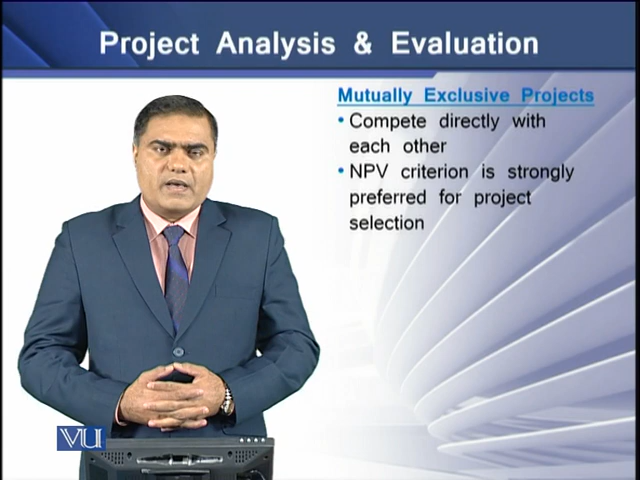 Project Analysis & Evaluation
Mutually Exclusive Projects
• Compete directly with
each other
• NPV criterion is strongly
preferred for project
selection
VU